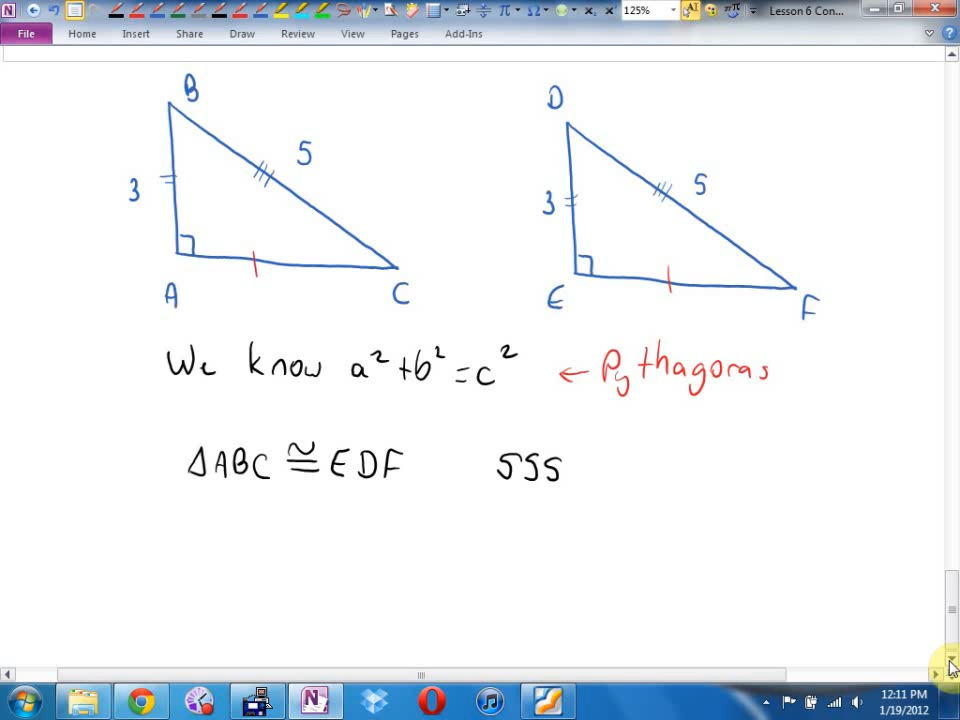 125%
Lesson 6 Con...
File Home Insert Share Draw Review View Pages Add-Ins
B
D
5
5
3
3
A
C
E
F
We know a²+b²=c² ← Pythagoras
ΔABC ≅ EDF SSS
12:11 PM
1/19/2012